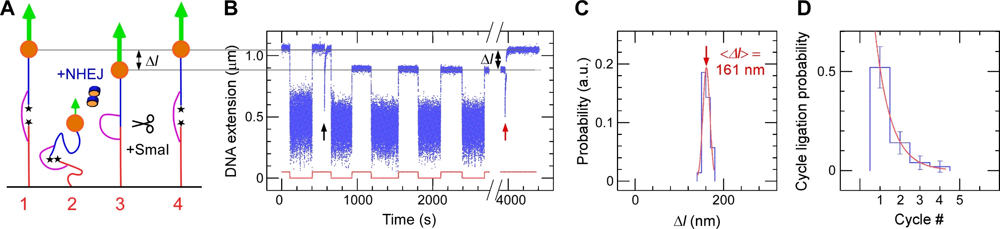 A
Δl
+NHEJ
+SmaI
1 2 3 4
B
DNA extension (μm)
1.0
0.5
0
Δl
0 1000 2000 4000
Time (s)
C
Probability (a.u.)
0.2
0.1
0
<Δl> =
161 nm
0 200
Δl (nm)
D
Cycle ligation probability
0.5
0
1 2 3 4 5
Cycle #